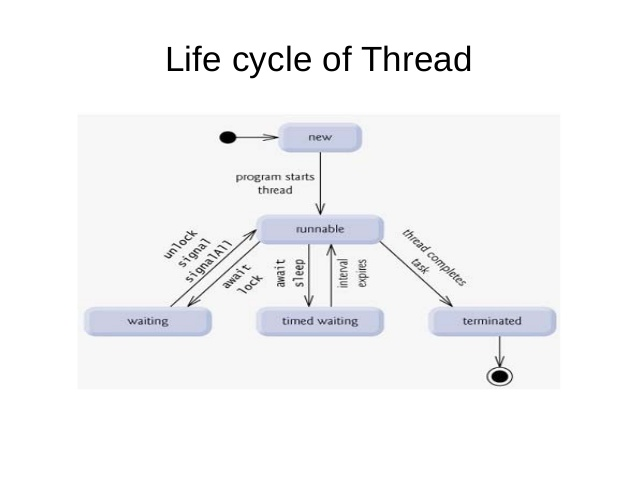 Life cycle of Thread
new
program starts
thread
runnable
unlock
signal
signalAll
await
lock
await
sleep
interval
expires
thread completes
task
waiting
timed waiting
terminated